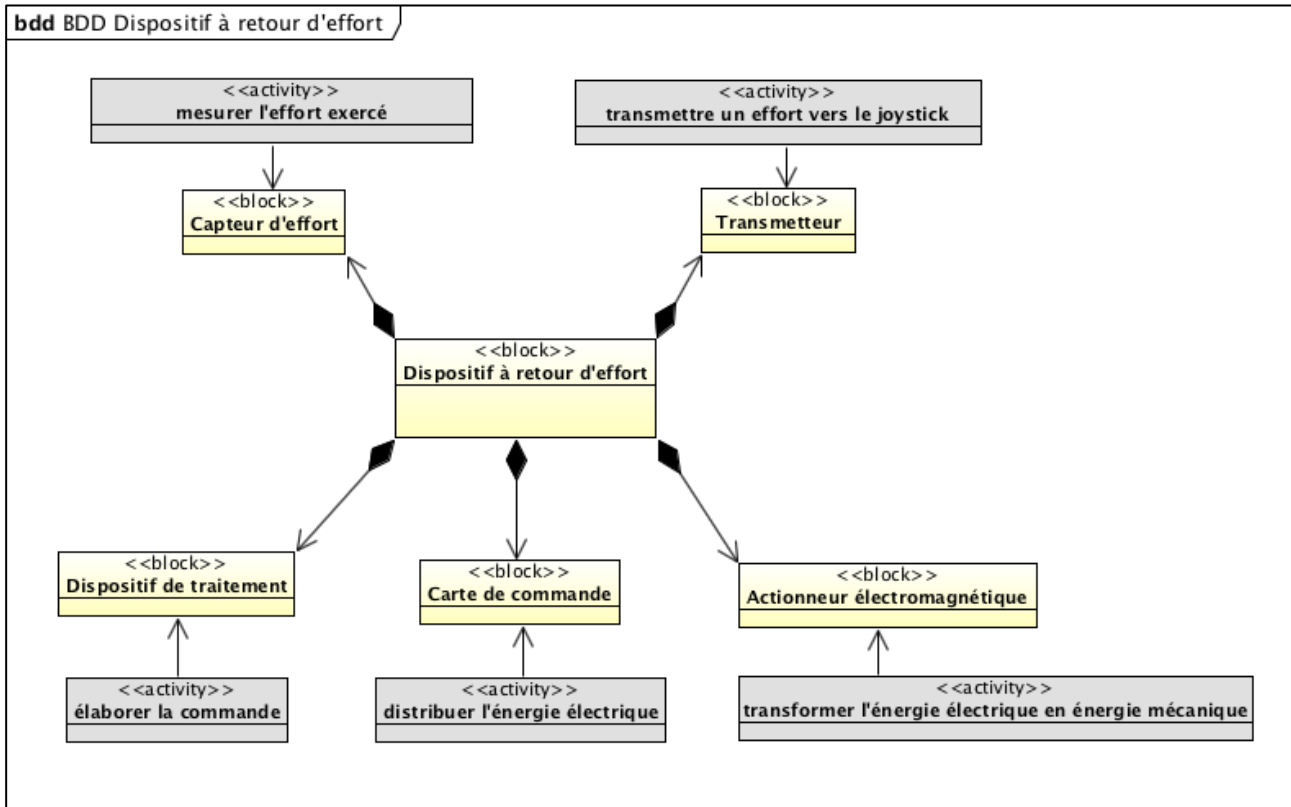 bdd BDD Dispositif à retour d'effort
<<activity>>
mesurer l'effort exercé
<<activity>>
transmettre un effort vers le joystick
<<block>>
Capteur d'effort
<<block>>
Transmetteur
<<block>>
Dispositif à retour d'effort
<<block>>
Dispositif de traitement
<<block>>
Carte de commande
<<block>>
Actionneur électromagnétique
<<activity>>
élaborer la commande
<<activity>>
distribuer l'énergie électrique
<<activity>>
transformer l'énergie électrique en énergie mécanique